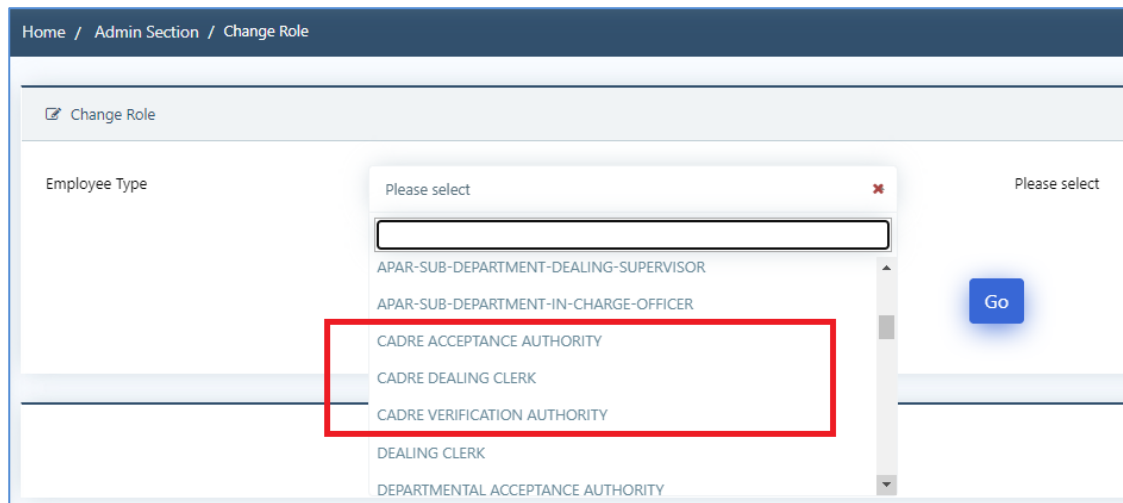 Home / Admin Section / Change Role
Change Role
Employee Type
Please select
Please select
APAR-SUB-DEPARTMENT-DEALING-SUPERVISOR
APAR-SUB-DEPARTMENT-IN-CHARGE-OFFICER
Go
CADRE ACCEPTANCE AUTHORITY
CADRE DEALING CLERK
CADRE VERIFICATION AUTHORITY
DEALING CLERK
DEPARTMENTAL ACCEPTANCE AUTHORITY